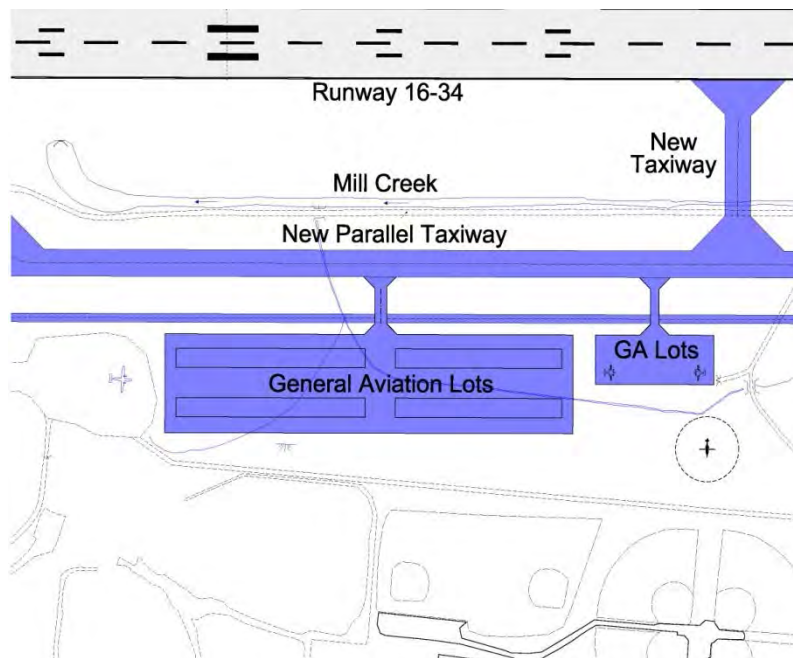 Runway 16-34
New
Taxiway
Mill Creek
New Parallel Taxiway
GA Lots
General Aviation Lots